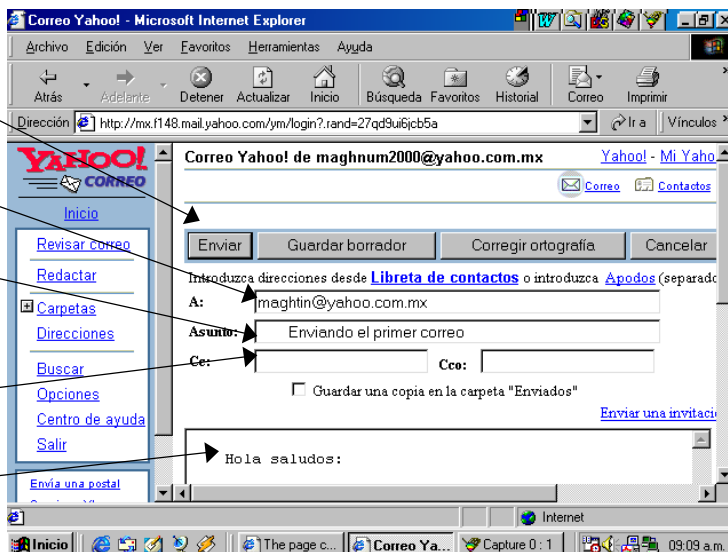 Correo Yahoo! - Microsoft Internet Explorer
Archivo Edición Ver Favoritos Herramientas Ayuda
Atrás Adelante Detener Actualizar Inicio Búsqueda Favoritos Historial Correo Imprimir
Dirección http://mx.f148.mail.yahoo.com/ym/login?.rand=27qd9ui6jcb5a Ir a Vínculos
YAHOO! CORREO
Correo Yahoo! de maghnum2000@yahoo.com.mx Yahoo! - Mi Yaho
Correo Contactos
Inicio
Revisar correo
Redactar
Carpetas
Direcciones
Buscar
Opciones
Centro de ayuda
Salir
Envía una postal
Enviar Guardar borrador Corregir ortografía Cancelar
Introduzca direcciones desde Libreta de contactos o introduzca Apodos (separado
A: maghtin@yahoo.com.mx
Asunto: Enviando el primer correo
Cc: Cco:
Guardar una copia en la carpeta "Enviados"
Enviar una invitaci
Hola saludos:
Internet
Inicio The page c... Correo Ya... Capture 0 : 1 09:09 a.m.